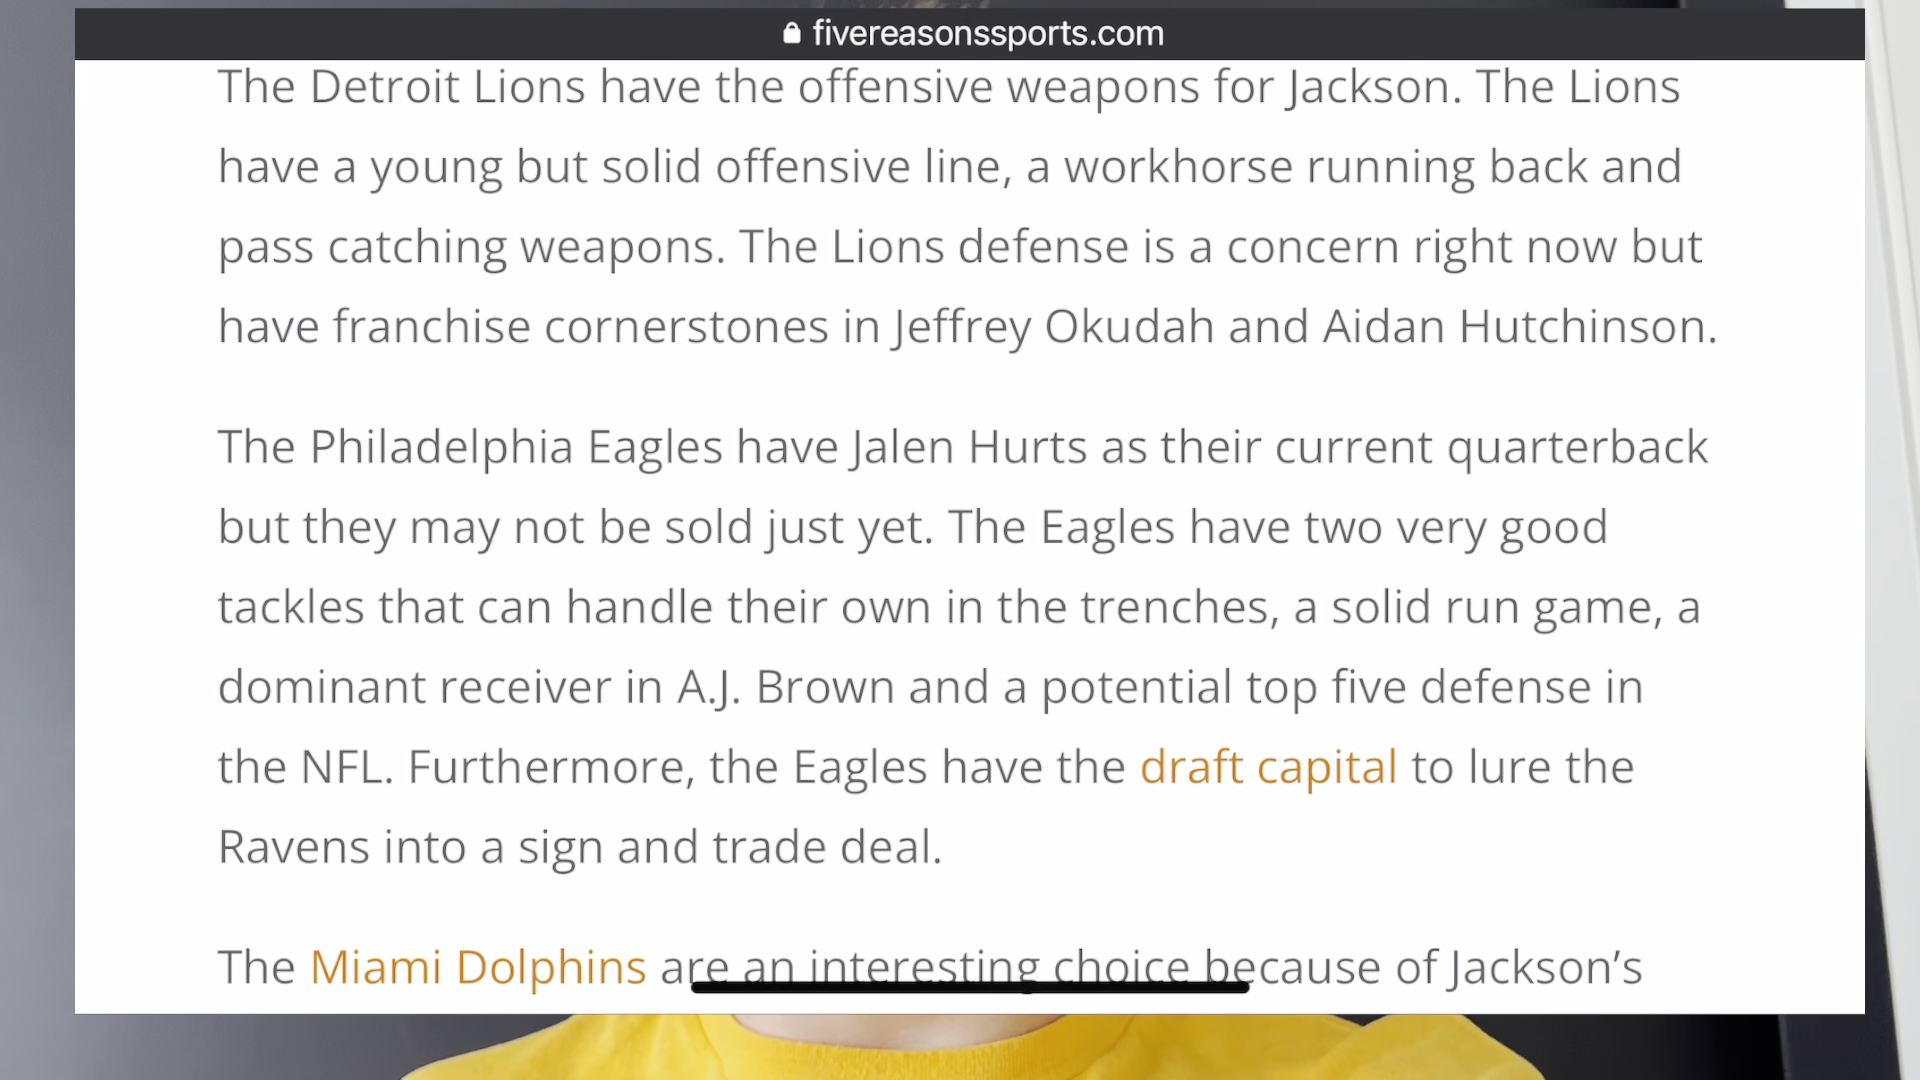 fivereasonssports.com
The Detroit Lions have the offensive weapons for Jackson. The Lions
have a young but solid offensive line, a workhorse running back and
pass catching weapons. The Lions defense is a concern right now but
have franchise cornerstones in Jeffrey Okudah and Aidan Hutchinson.
The Philadelphia Eagles have Jalen Hurts as their current quarterback
but they may not be sold just yet. The Eagles have two very good
tackles that can handle their own in the trenches, a solid run game, a
dominant receiver in A.J. Brown and a potential top five defense in
the NFL. Furthermore, the Eagles have the draft capital to lure the
Ravens into a sign and trade deal.
The Miami Dolphins are an interesting choice because of Jackson’s